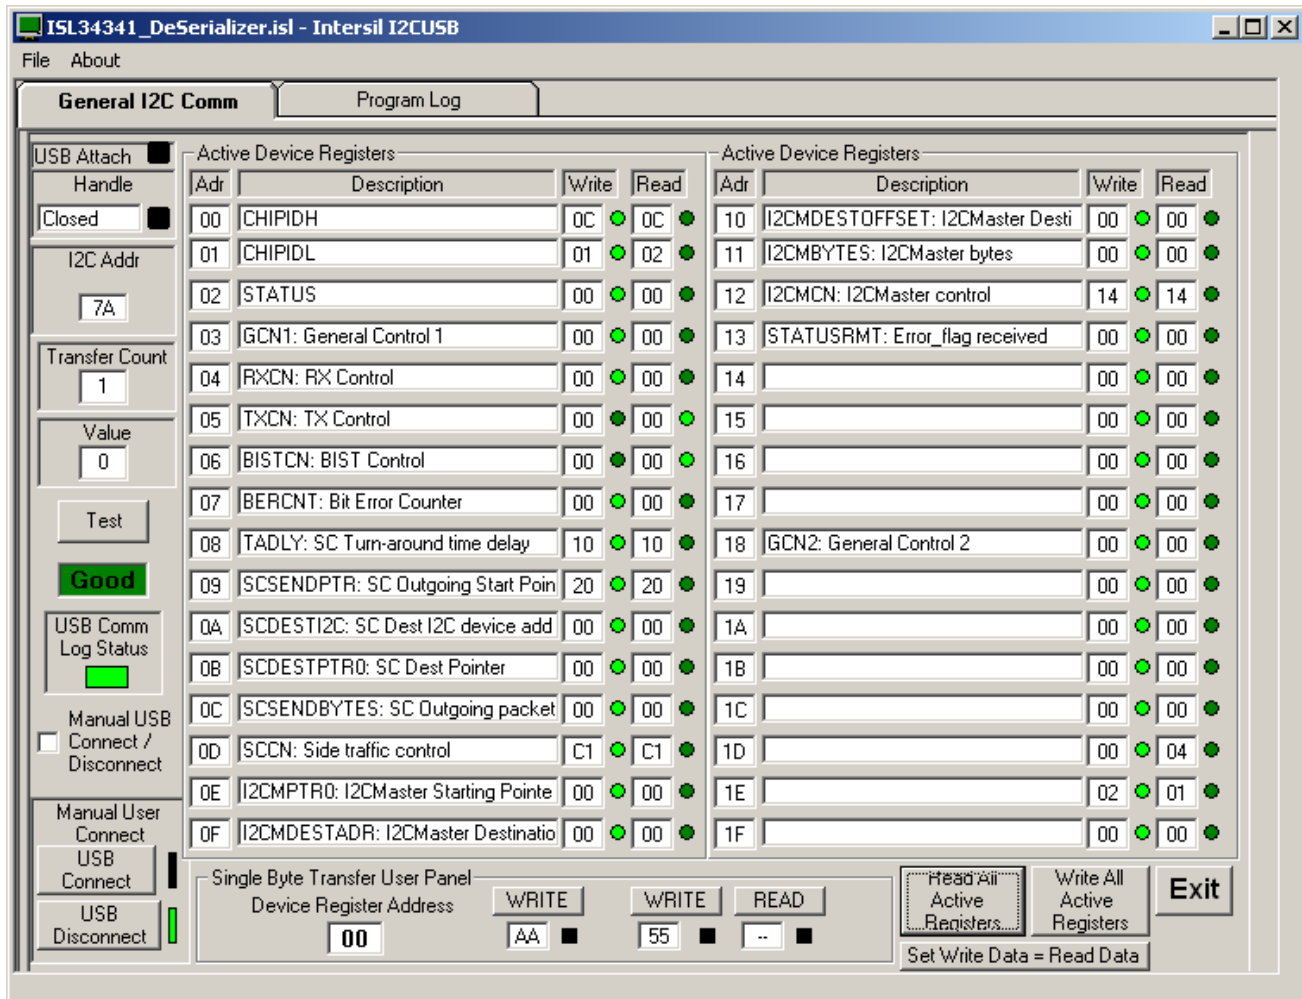 ISL34341_DeSerializer.isl - Intersil I2CUSB
File About
General I2C Comm Program Log
USB Attach
Handle
Closed
I2C Addr
7A
Transfer Count
1
Value
0
Test
Good
USB Comm
Log Status
Manual USB
Connect /
Disconnect
Manual User
Connect
USB
Connect
USB
Disconnect
Active Device Registers
Adr Description Write Read
00 CHIPIDH 0C 0C
01 CHIPIDL 01 02
02 STATUS 00 00
03 GCN1: General Control 1 00 00
04 RXCN: RX Control 00 00
05 TXCN: TX Control 00 00
06 BISTCN: BIST Control 00 00
07 BERCNT: Bit Error Counter 00 00
08 TADLY: SC Turn-around time delay 10 10
09 SCSENDPTR: SC Outgoing Start Poin 20 20
0A SCDESTI2C: SC Dest I2C device add 00 00
0B SCDESTPTR0: SC Dest Pointer 00 00
0C SCSENDBYTES: SC Outgoing packet 00 00
0D SCCN: Side traffic control C1 C1
0E I2CMPTR0: I2CMaster Starting Pointe 00 00
0F I2CMDESTADR: I2CMaster Destinatio 00 00
Active Device Registers
Adr Description Write Read
10 I2CMDESTOFFSET: I2CMaster Desti 00 00
11 I2CMBYTES: I2CMaster bytes 00 00
12 I2CMCN: I2CMaster control 14 14
13 STATUSRMT: Error_flag received 00 00
14 00 00
15 00 00
16 00 00
17 00 00
18 GCN2: General Control 2 00 00
19 00 00
1A 00 00
1B 00 00
1C 00 00
1D 00 04
1E 02 01
1F 00 00
Single Byte Transfer User Panel
Device Register Address WRITE WRITE READ
00 AA 55 --
Read All
Active
Registers
Write All
Active
Registers
Exit
Set Write Data = Read Data